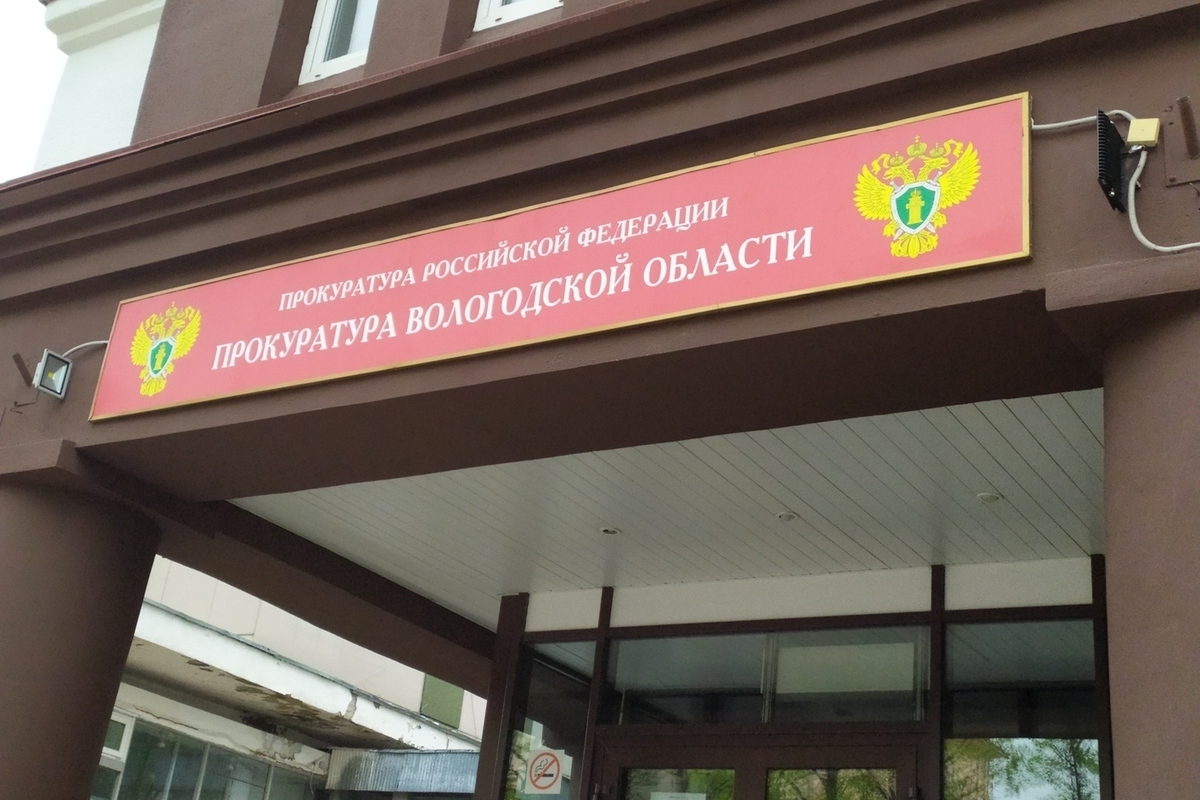 ПРОКУРАТУРА РОССИЙСКОЙ ФЕДЕРАЦИИ
ПРОКУРАТУРА ВОЛОГОДСКОЙ ОБЛАСТИ